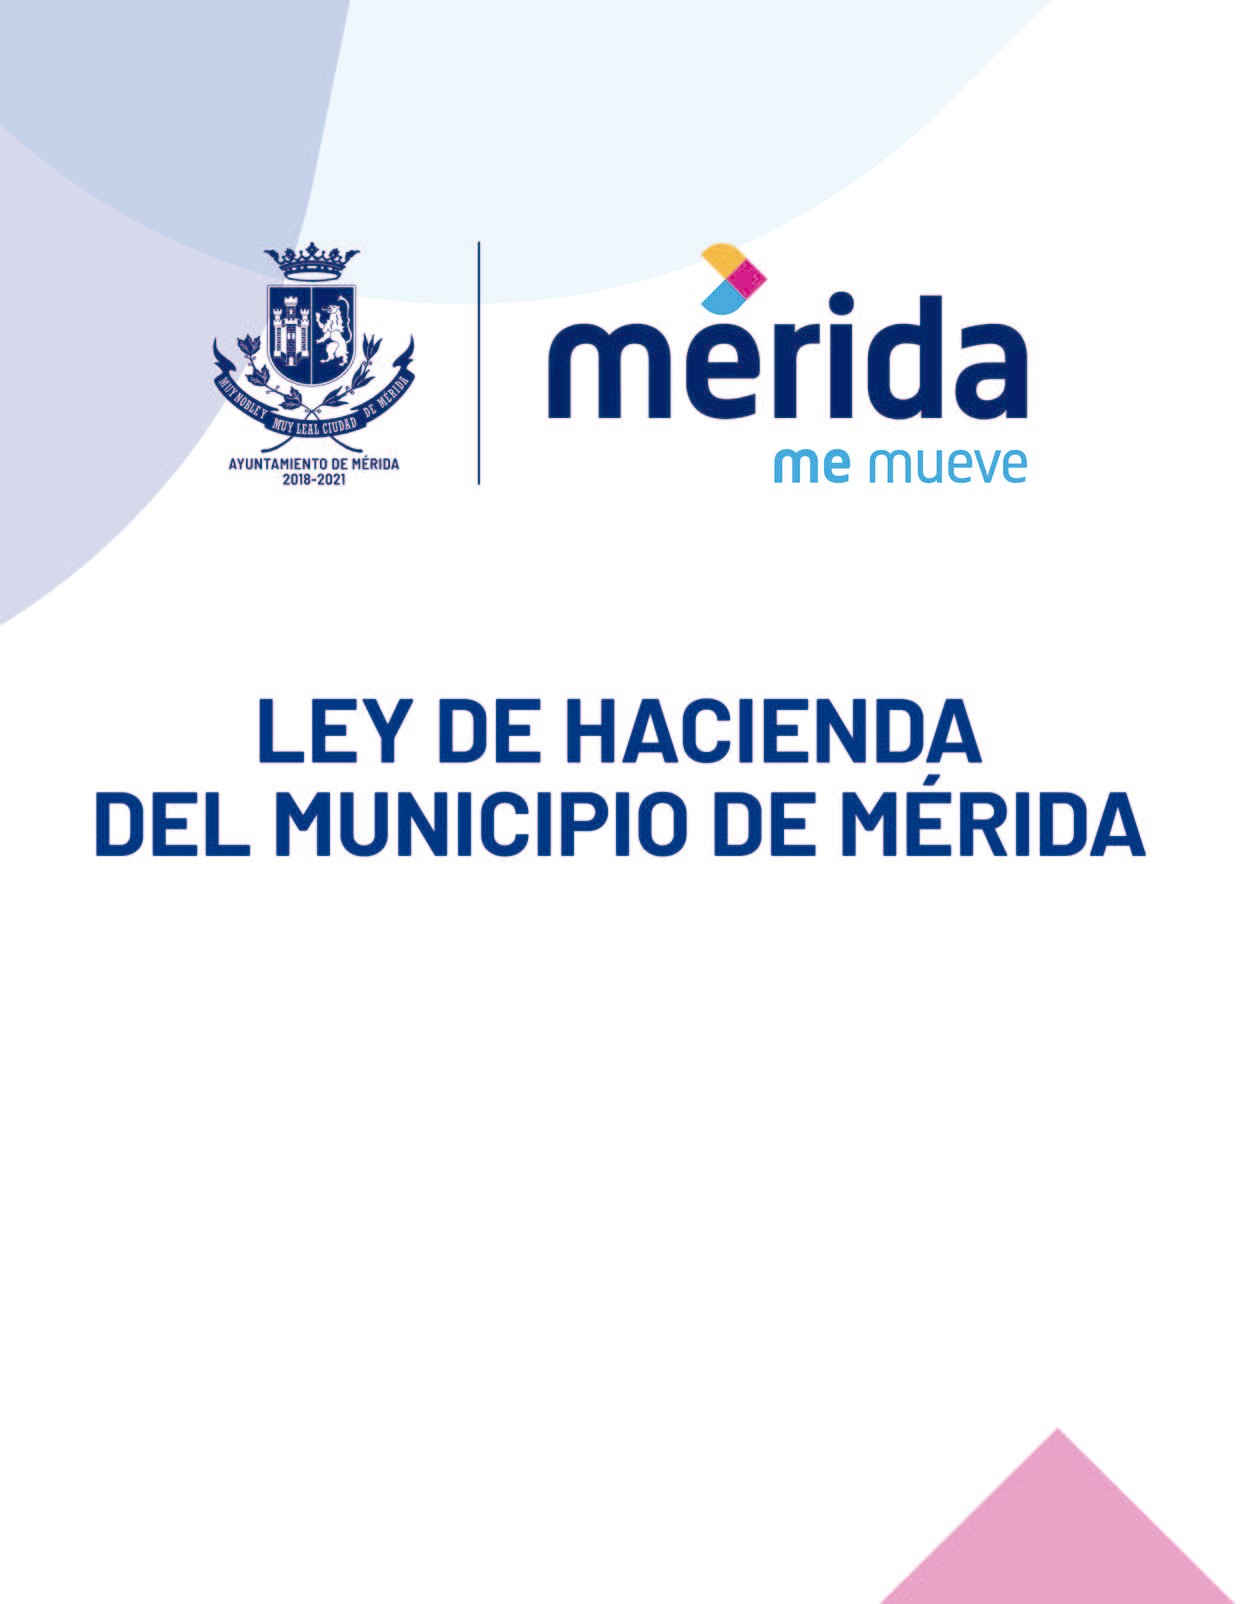 MUY NOBLE Y
MUY LEAL CIUDAD
DE MÉRIDA
AYUNTAMIENTO DE MÉRIDA
2018-2021
mérida
me mueve
LEY DE HACIENDA
DEL MUNICIPIO DE MÉRIDA